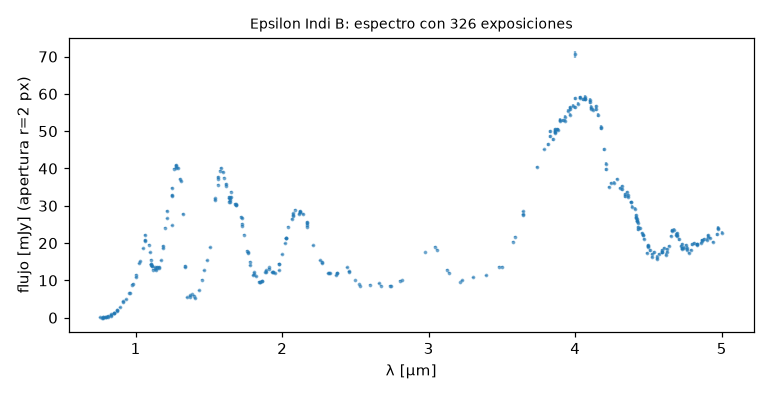 Epsilon Indi B: espectro con 326 exposiciones
flujo [mJy] (apertura r=2 px)
70
60
50
40
30
20
10
0
1 2 3 4 5
λ [μm]